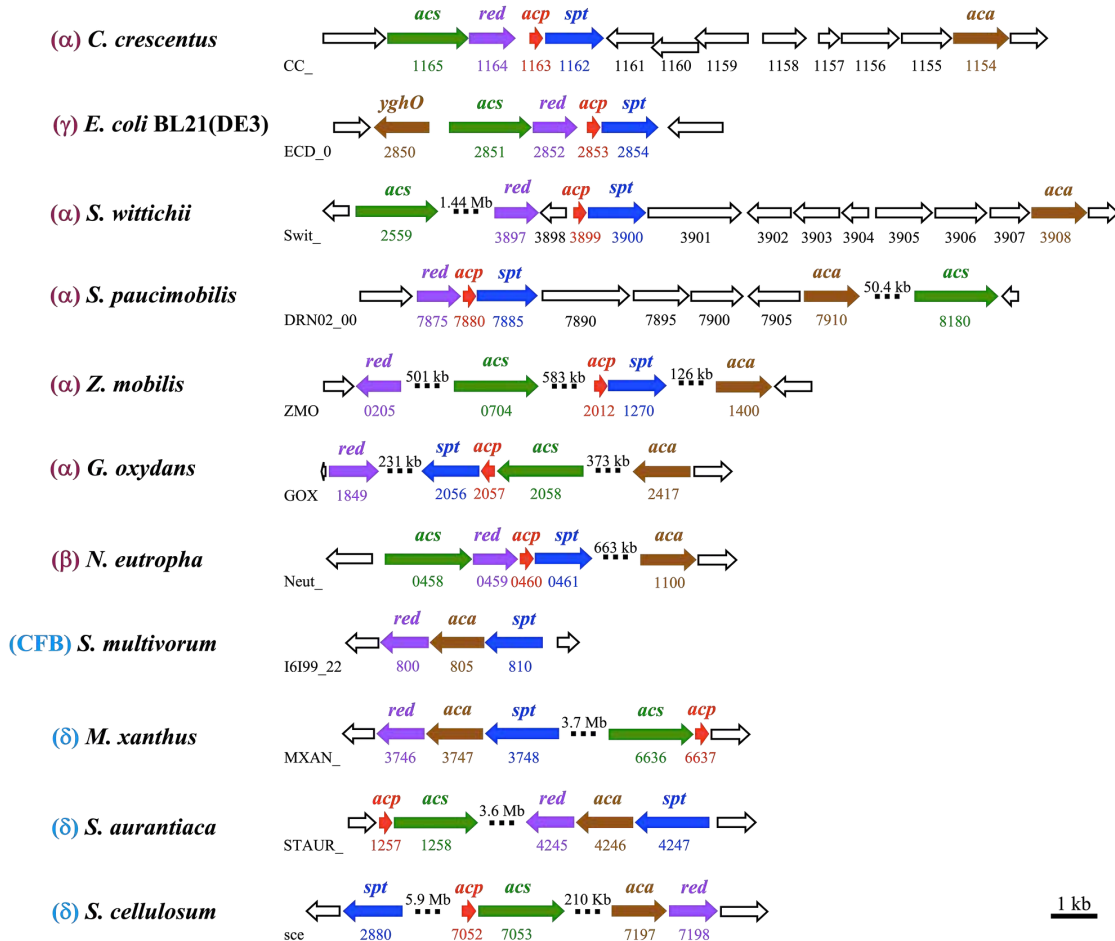 acs red acp spt aca
(α) C. crescentus
CC_ 1165 1164 1163 1162 1161 1160 1159 1158 1157 1156 1155 1154
yghO acs red acp spt
(γ) E. coli BL21(DE3)
ECD_0 2850 2851 2852 2853 2854
acs red acp spt aca
1.44 Mb
(α) S. wittichii
Swit_ 2559 3897 3898 3899 3900 3901 3902 3903 3904 3905 3906 3907 3908
red acp spt aca acs
50.4 kb
(α) S. paucimobilis
DRN02_00 7875 7880 7885 7890 7895 7900 7905 7910 8180
red acs acp spt aca
501 kb 583 kb 126 kb
(α) Z. mobilis
ZMO 0205 0704 2012 1270 1400
red spt acp acs aca
231 kb 373 kb
(α) G. oxydans
GOX 1849 2056 2057 2058 2417
acs red acp spt aca
663 kb
(β) N. eutropha
Neut_ 0458 0459 0460 0461 1100
red aca spt
(CFB) S. multivorum
I6I99_22 800 805 810
red aca spt acs acp
3.7 Mb
(δ) M. xanthus
MXAN_ 3746 3747 3748 6636 6637
acp acs red aca spt
3.6 Mb
(δ) S. aurantiaca
STAUR_ 1257 1258 4245 4246 4247
spt acp acs aca red
5.9 Mb 210 Kb
(δ) S. cellulosum
sce 2880 7052 7053 7197 7198
1 kb